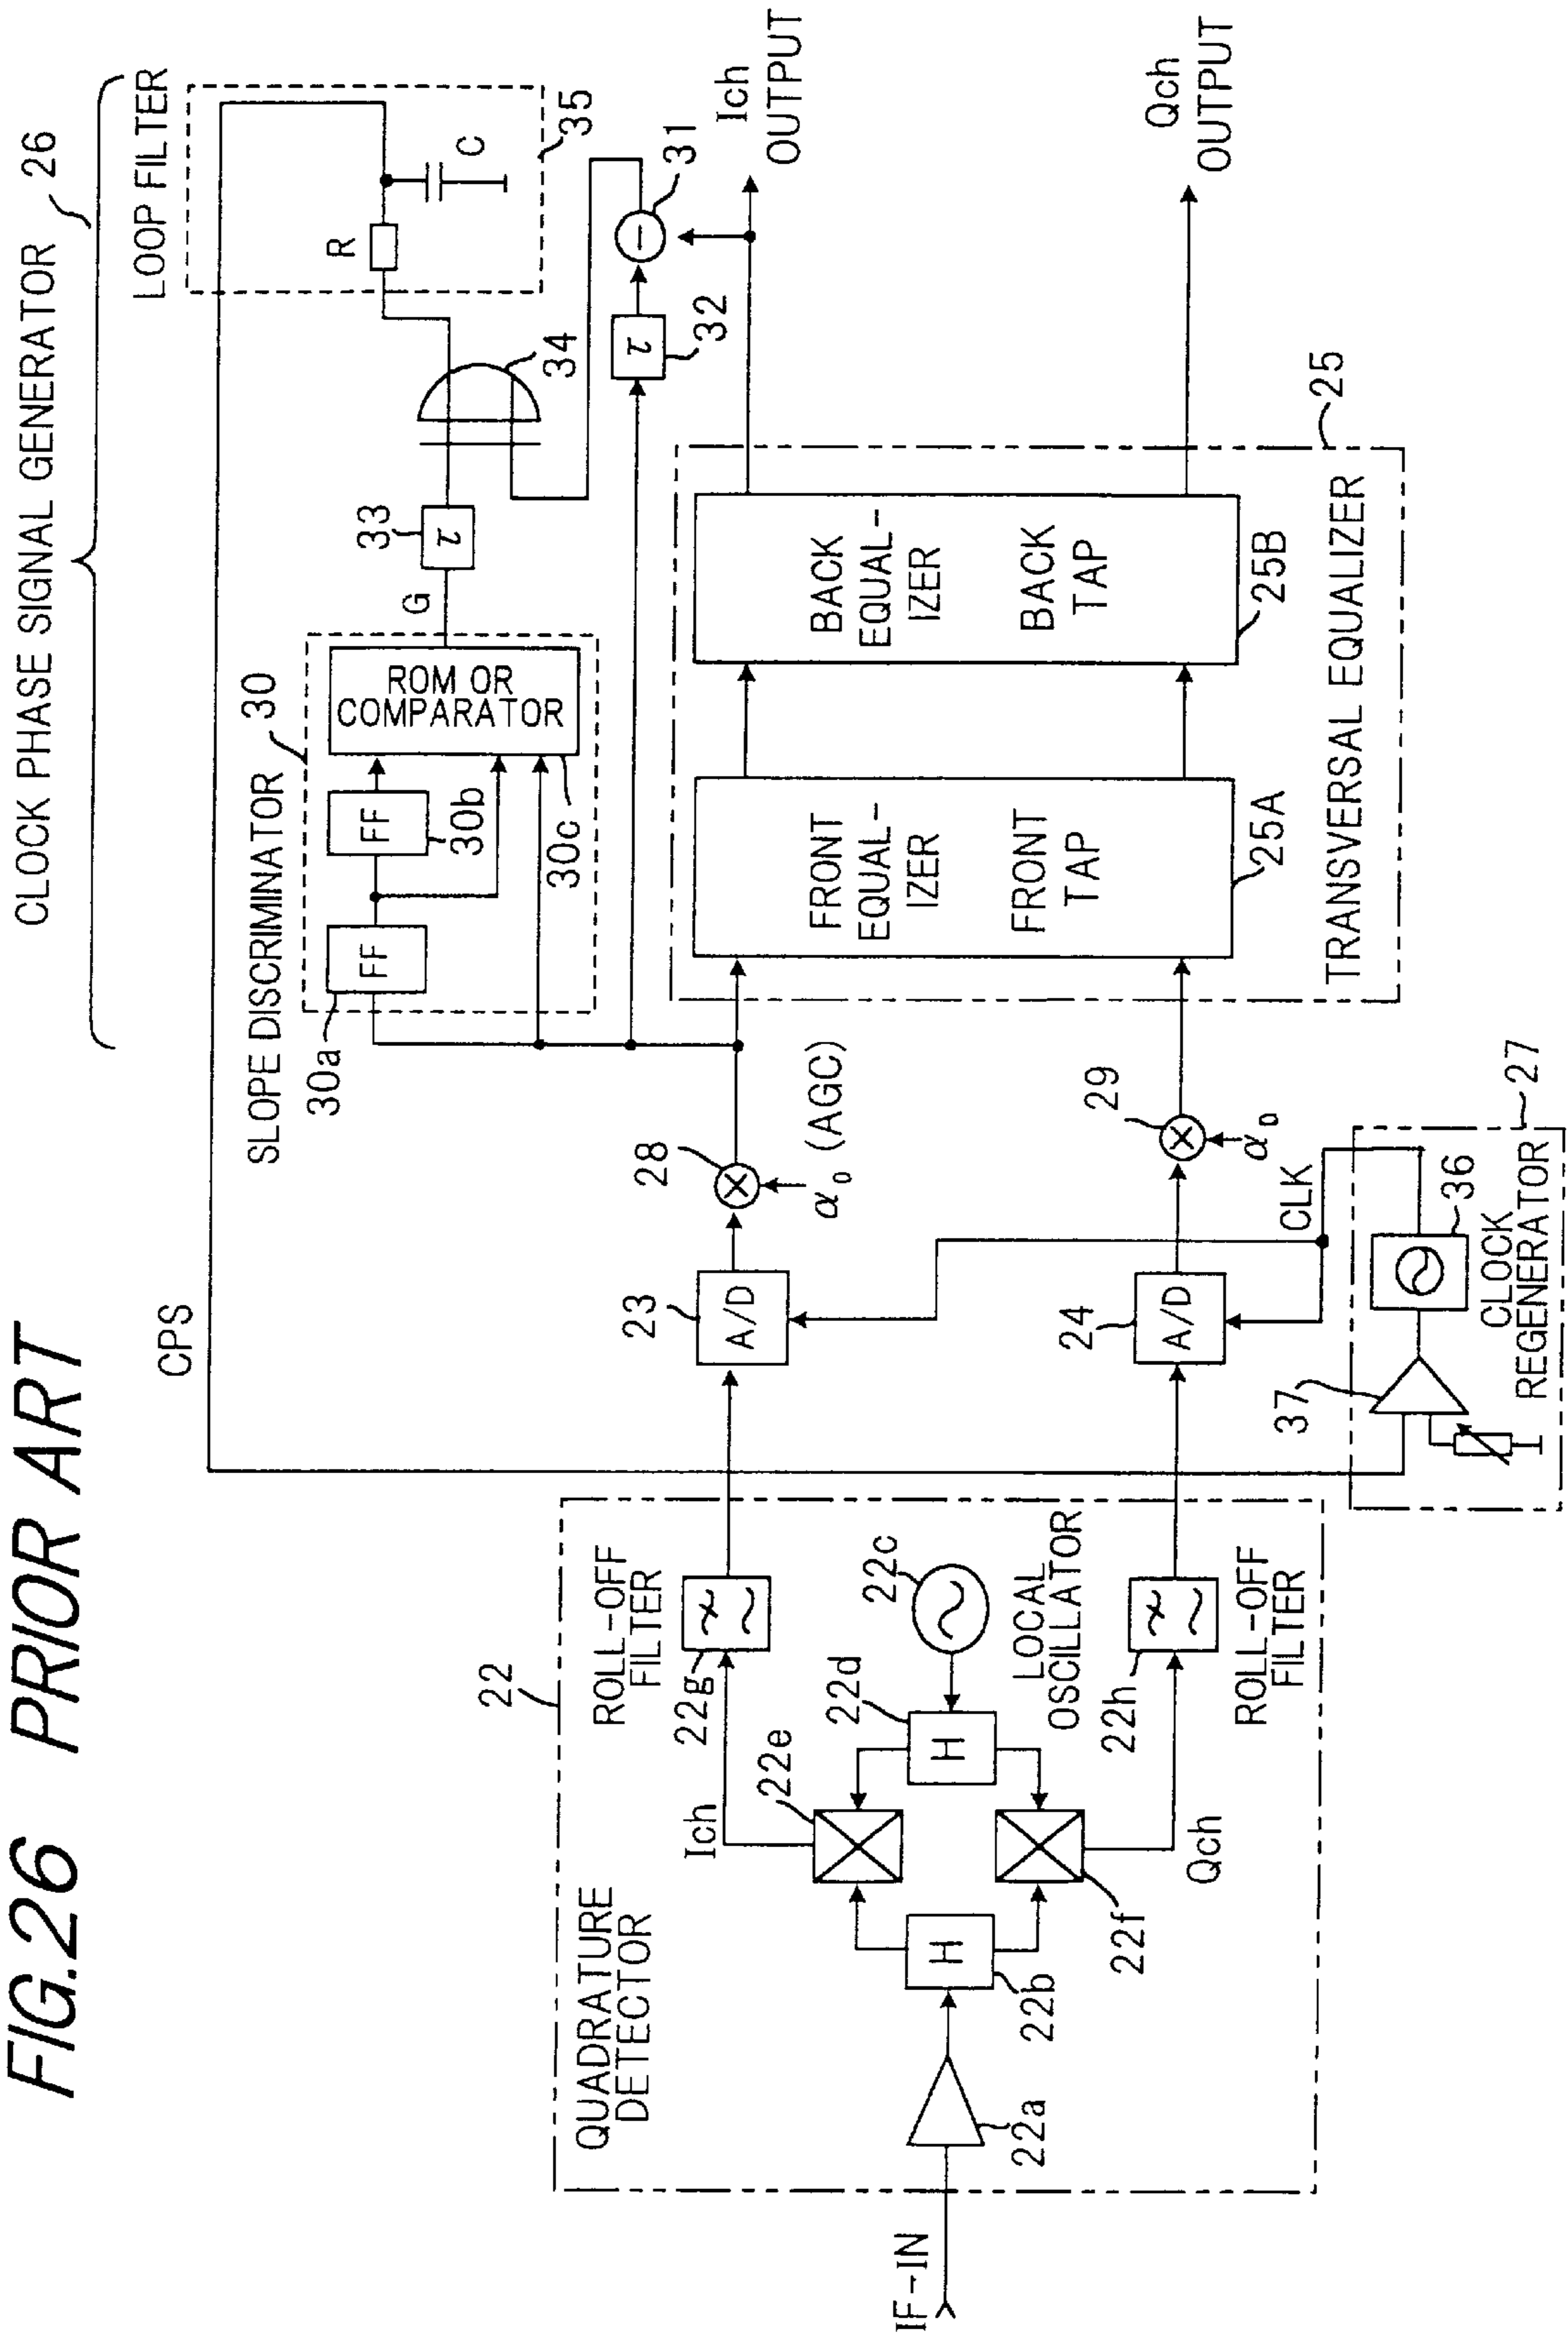 FIG.26 PRIOR ART
CLOCK PHASE SIGNAL GENERATOR 26
LOOP FILTER
35
R
C
CPS
SLOPE DISCRIMINATOR 30
30a
FF
FF
30b
ROM OR
COMPARATOR
30c
G
33
τ
34
32
τ
31
−
Ich
OUTPUT
Qch
OUTPUT
IF-IN
QUADRATURE
DETECTOR
22
22a
22b
H
22e
22f
22d
H
22c
LOCAL
OSCILLATOR
Ich
Qch
22g
ROLL-OFF
FILTER
22h
ROLL-OFF
FILTER
23
A/D
24
A/D
28
α0 (AGC)
29
α0
CLK
FRONT
EQUAL-
IZER
FRONT
TAP
25A
BACK
EQUAL-
IZER
BACK
TAP
25B
TRANSVERSAL EQUALIZER
25
37
36
CLOCK
REGENERATOR
27